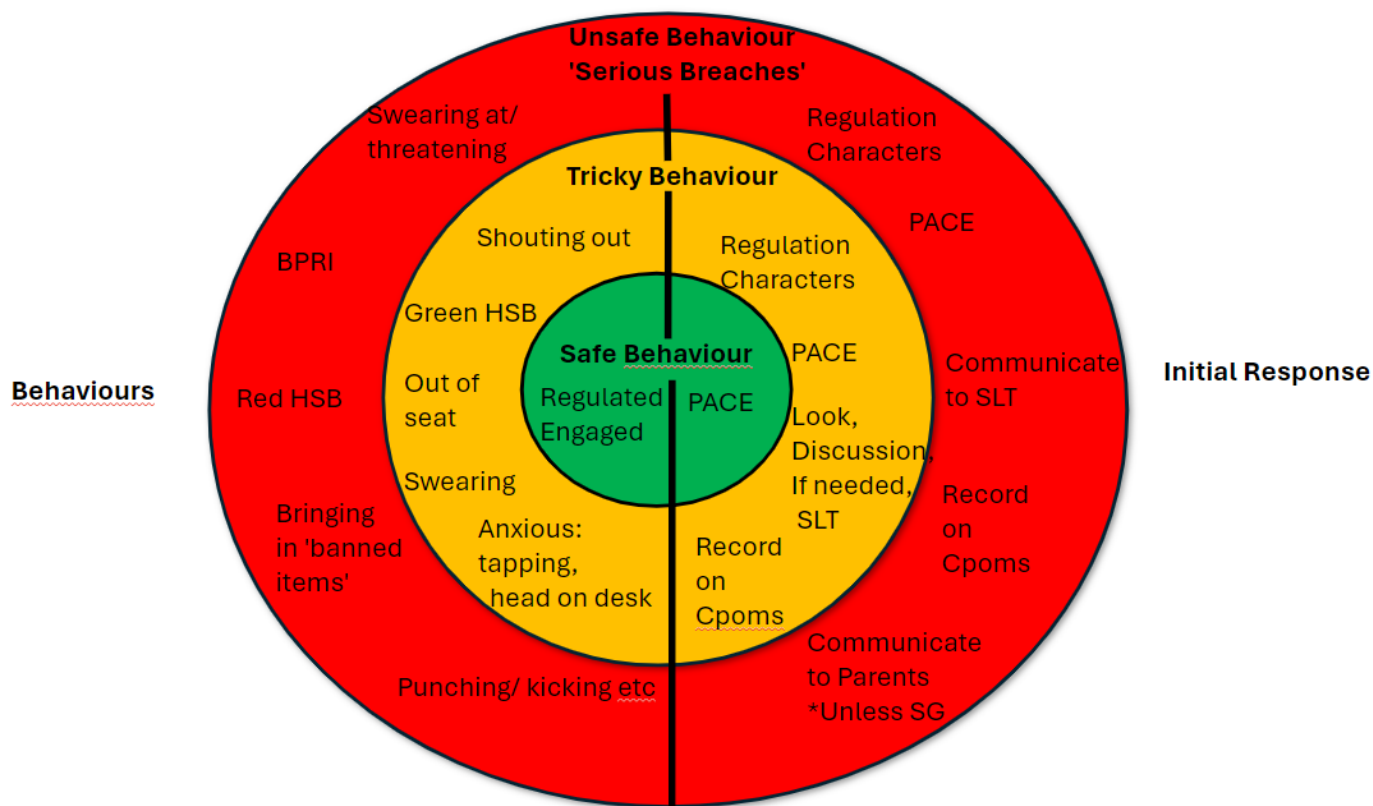 Unsafe Behaviour
'Serious Breaches'
Swearing at/
threatening
BPRI
Red HSB
Bringing
in 'banned
items'
Punching/ kicking etc
Regulation
Characters
PACE
Communicate
to SLT
Record
on
Cpoms
Communicate
to Parents
*Unless SG
Tricky Behaviour
Shouting out
Green HSB
Out of
seat
Swearing
Anxious:
tapping,
head on desk
Regulation
Characters
PACE
Look,
Discussion,
If needed,
SLT
Record
on
Cpoms
Safe Behaviour
Regulated
Engaged
PACE
Behaviours
Initial Response